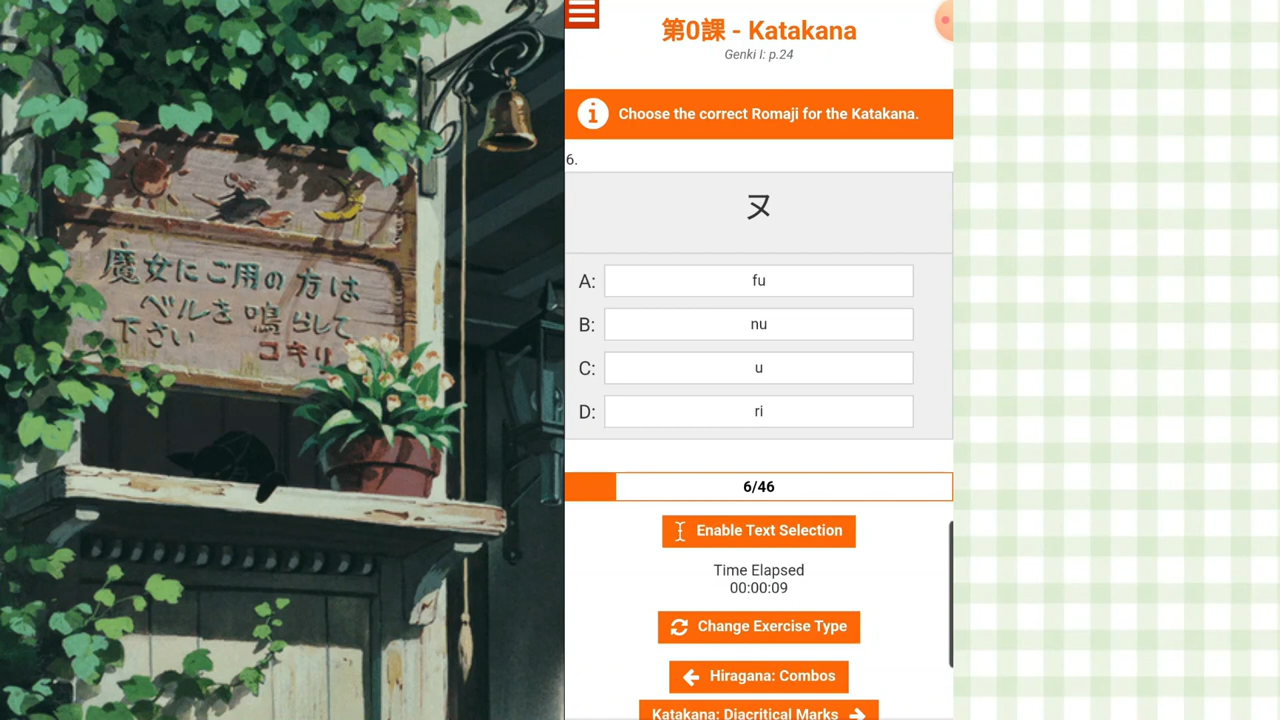 魔女にご用の方は
ベルを鳴らして
下さい
コキリ
第0課 - Katakana
Genki I: p.24
Choose the correct Romaji for the Katakana.
6.
ヌ
A: fu
B: nu
C: u
D: ri
6/46
Enable Text Selection
Time Elapsed
00:00:09
Change Exercise Type
Hiragana: Combos
Katakana: Diacritical Marks